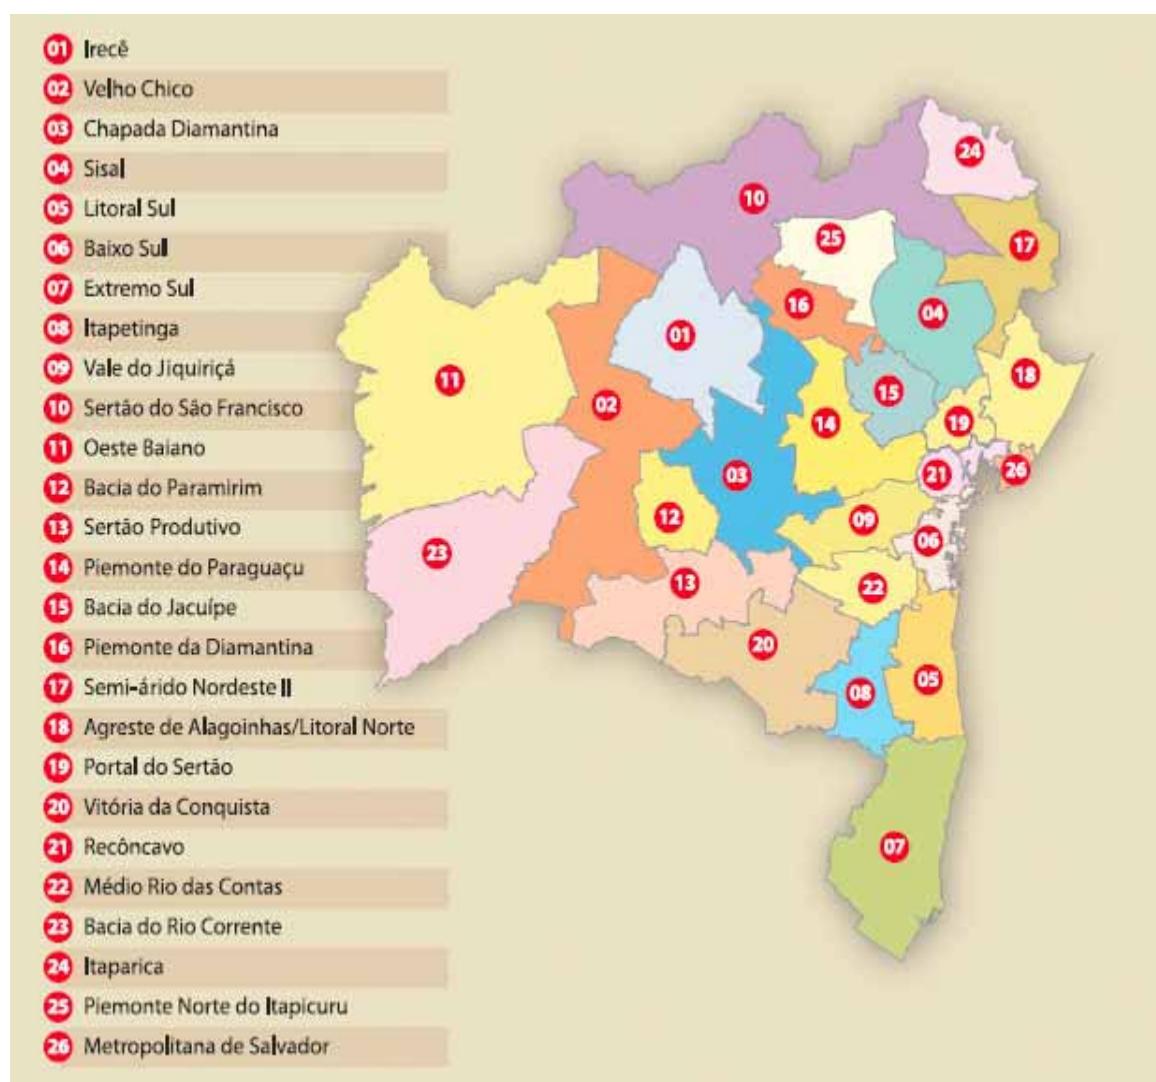 01 Irecê
02 Velho Chico
03 Chapada Diamantina
04 Sisal
05 Litoral Sul
06 Baixo Sul
07 Extremo Sul
08 Itapetinga
09 Vale do Jiquiriçá
10 Sertão do São Francisco
11 Oeste Baiano
12 Bacia do Paramirim
13 Sertão Produtivo
14 Piemonte do Paraguaçu
15 Bacia do Jacuípe
16 Piemonte da Diamantina
17 Semi-árido Nordeste II
18 Agreste de Alagoinhas/Litoral Norte
19 Portal do Sertão
20 Vitória da Conquista
21 Recôncavo
22 Médio Rio das Contas
23 Bacia do Rio Corrente
24 Itaparica
25 Piemonte Norte do Itapicuru
26 Metropolitana de Salvador
24
10
25
17
16
04
01
18
11
15
02
14
19
03
21
26
12
09
06
23
13
22
20
05
08
07